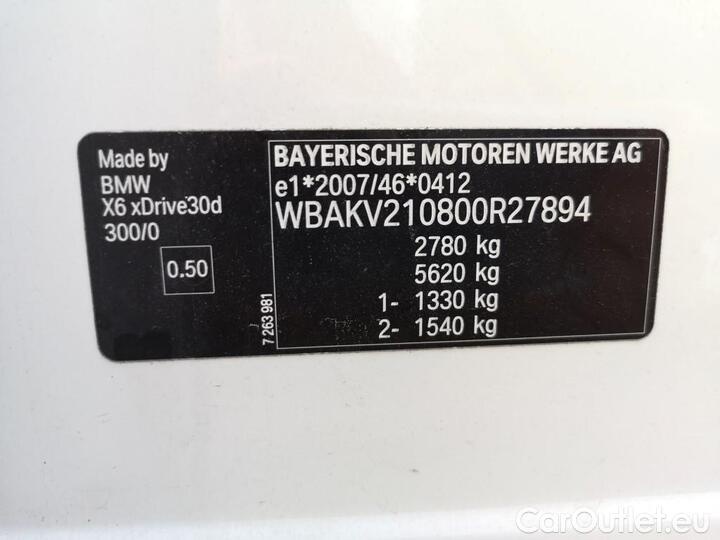 Made by
BMW
X6 xDrive30d
300/0
0.50
7 263 981
BAYERISCHE MOTOREN WERKE AG
e1*2007/46*0412
WBAKV210800R27894
2780 kg
5620 kg
1- 1330 kg
2- 1540 kg
CarOutlet.eu